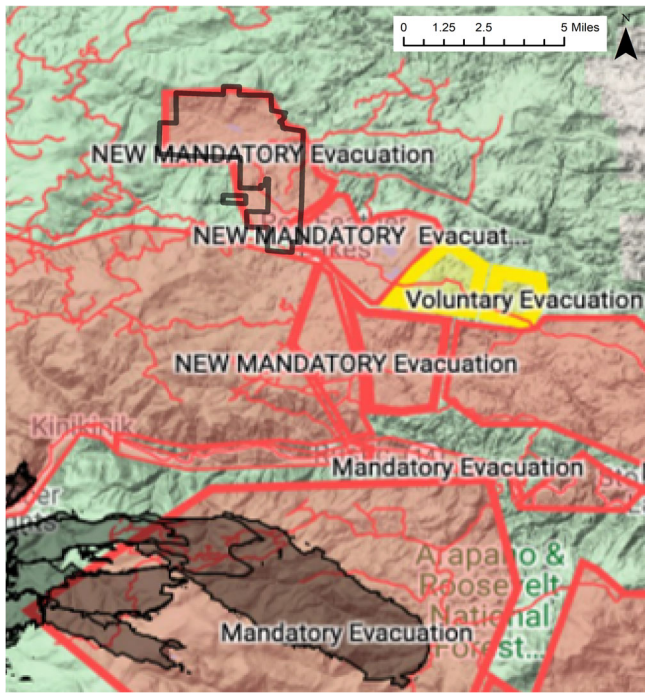 0 1.25 2.5 5 Miles
N
NEW MANDATORY Evacuation
NEW MANDATORY Evacuat...
Voluntary Evacuation
NEW MANDATORY Evacuation
Kinikinik
Mandatory Evacuation
Arapaho &
Roosevelt
National
Forest...
Mandatory Evacuation